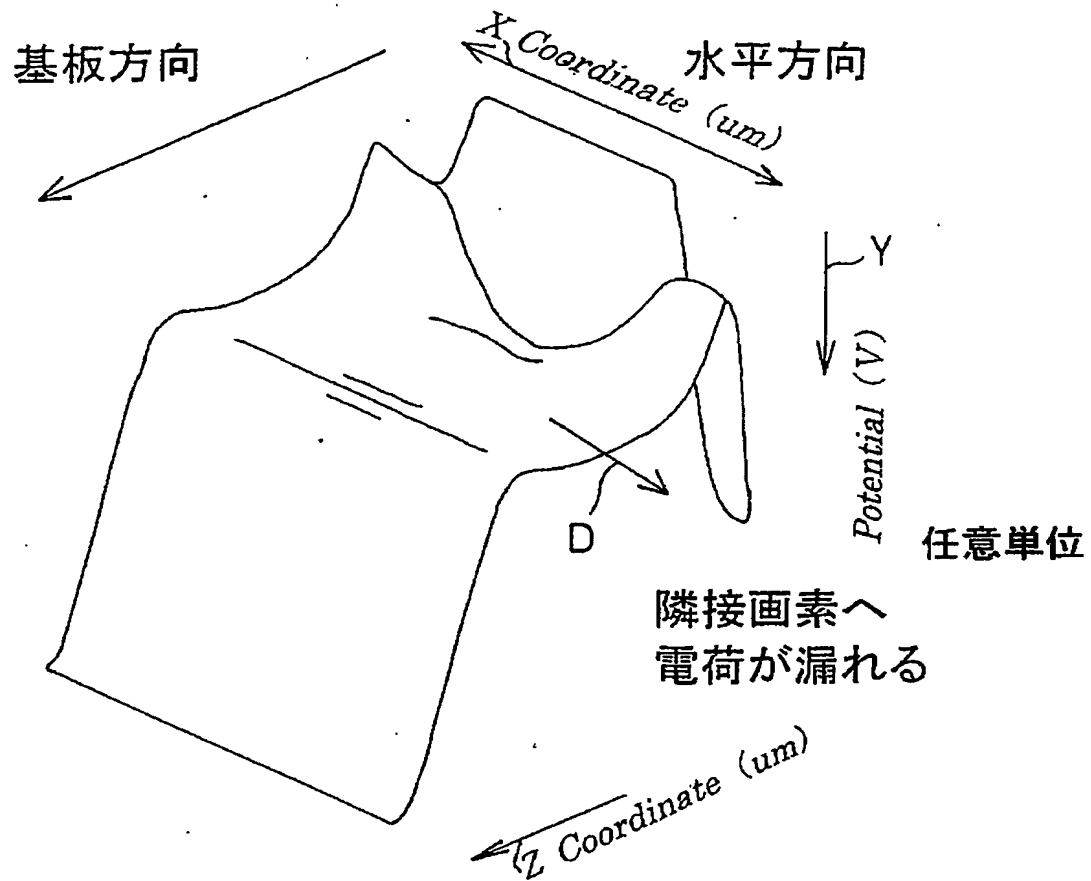 基板方向
X Coordinate (um)
水平方向
Y
Potential (V)
任意単位
D
隣接画素へ
電荷が漏れる
Z Coordinate (um)